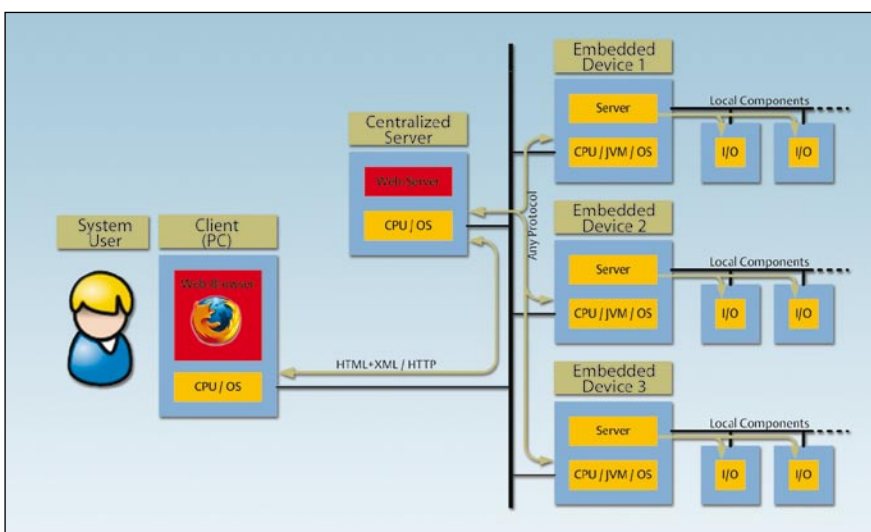 System
User
Client
(PC)
Web Browser
CPU / OS
HTML+XML / HTTP
Centralized
Server
Web Server
CPU / OS
Any Protocol
Embedded
Device 1
Server
CPU / JVM / OS
Local Components
I/O
I/O
Embedded
Device 2
Server
CPU / JVM / OS
Local Components
I/O
I/O
Embedded
Device 3
Server
CPU / JVM / OS
Local Components
I/O
I/O